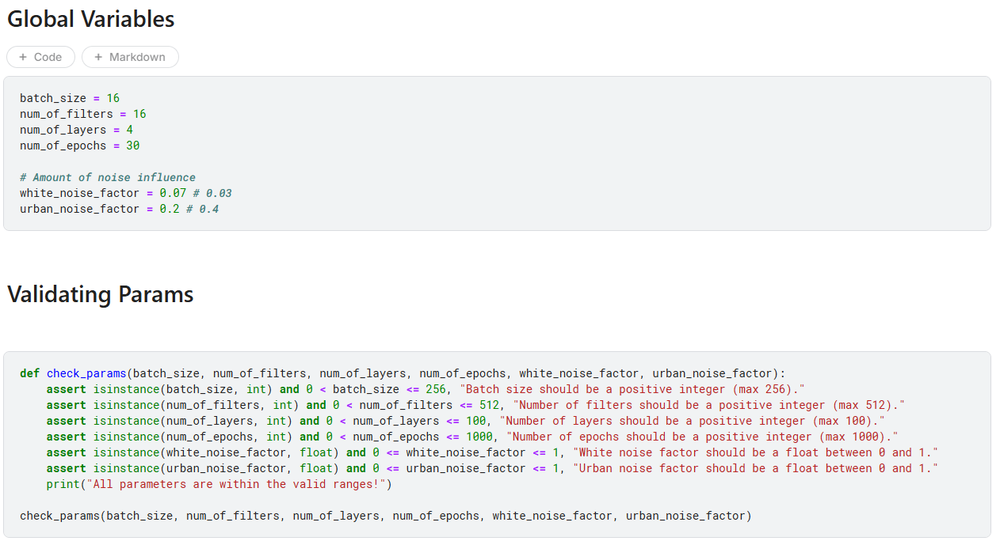 Global Variables
+ Code + Markdown
batch_size = 16
num_of_filters = 16
num_of_layers = 4
num_of_epochs = 30
# Amount of noise influence
white_noise_factor = 0.07 # 0.03
urban_noise_factor = 0.2 # 0.4
Validating Params
def check_params(batch_size, num_of_filters, num_of_layers, num_of_epochs, white_noise_factor, urban_noise_factor):
    assert isinstance(batch_size, int) and 0 < batch_size <= 256, "Batch size should be a positive integer (max 256)."
    assert isinstance(num_of_filters, int) and 0 < num_of_filters <= 512, "Number of filters should be a positive integer (max 512)."
    assert isinstance(num_of_layers, int) and 0 < num_of_layers <= 100, "Number of layers should be a positive integer (max 100)."
    assert isinstance(num_of_epochs, int) and 0 < num_of_epochs <= 1000, "Number of epochs should be a positive integer (max 1000)."
    assert isinstance(white_noise_factor, float) and 0 <= white_noise_factor <= 1, "White noise factor should be a float between 0 and 1."
    assert isinstance(urban_noise_factor, float) and 0 <= urban_noise_factor <= 1, "Urban noise factor should be a float between 0 and 1."
    print("All parameters are within the valid ranges!")
check_params(batch_size, num_of_filters, num_of_layers, num_of_epochs, white_noise_factor, urban_noise_factor)